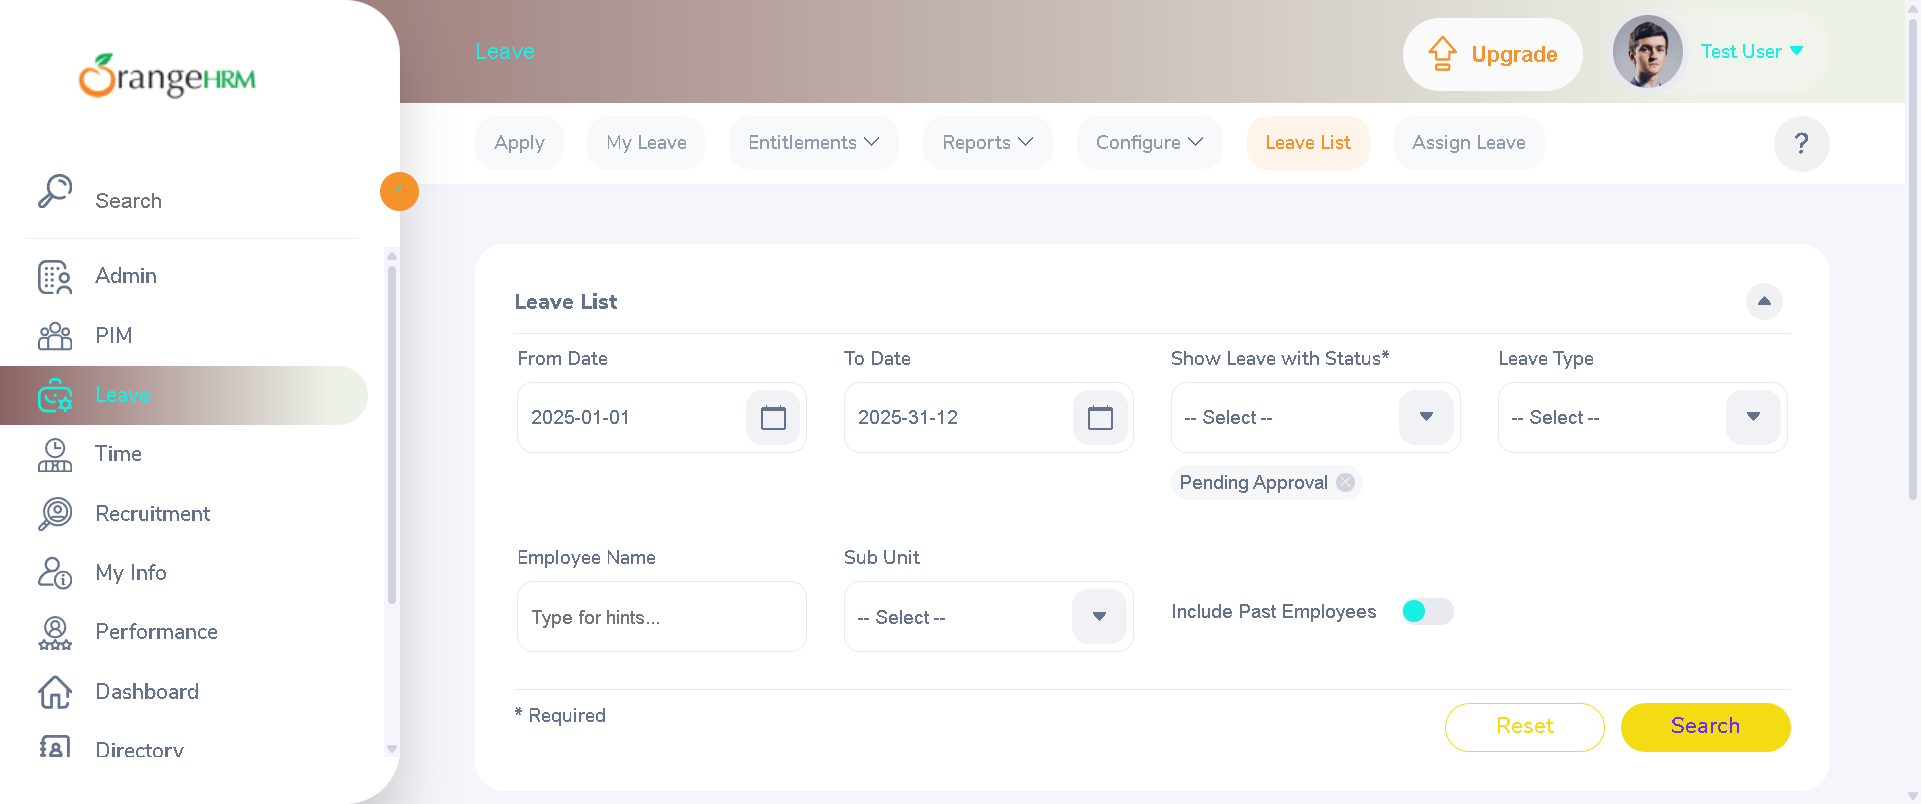 OrangeHRM
Search
Admin
PIM
Leave
Time
Recruitment
My Info
Performance
Dashboard
Directory
Leave
Upgrade
Test User
Apply
My Leave
Entitlements
Reports
Configure
Leave List
Assign Leave
?
Leave List
From Date
To Date
Show Leave with Status*
Leave Type
2025-01-01
2025-31-12
-- Select --
-- Select --
Pending Approval
Employee Name
Sub Unit
Type for hints...
-- Select --
Include Past Employees
* Required
Reset
Search